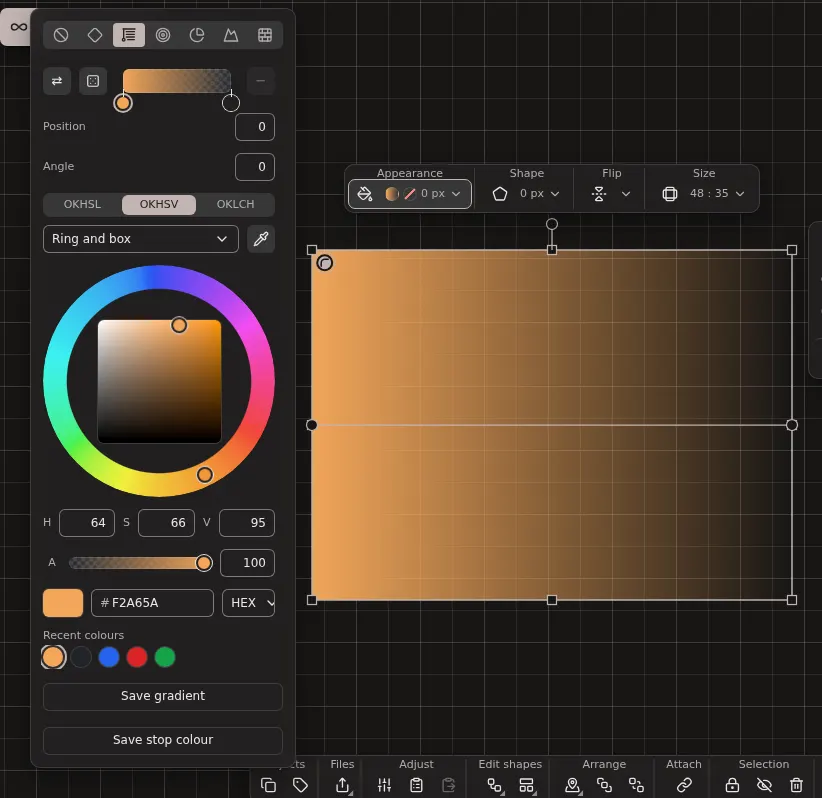 Position
0
Angle
0
OKHSL OKHSV OKLCH
Ring and box
H 64 S 66 V 95
A 100
# F2A65A HEX
Recent colours
Save gradient
Save stop colour
Appearance Shape Flip Size
0 px 0 px 48 : 35
Files Adjust Edit shapes Arrange Attach Selection